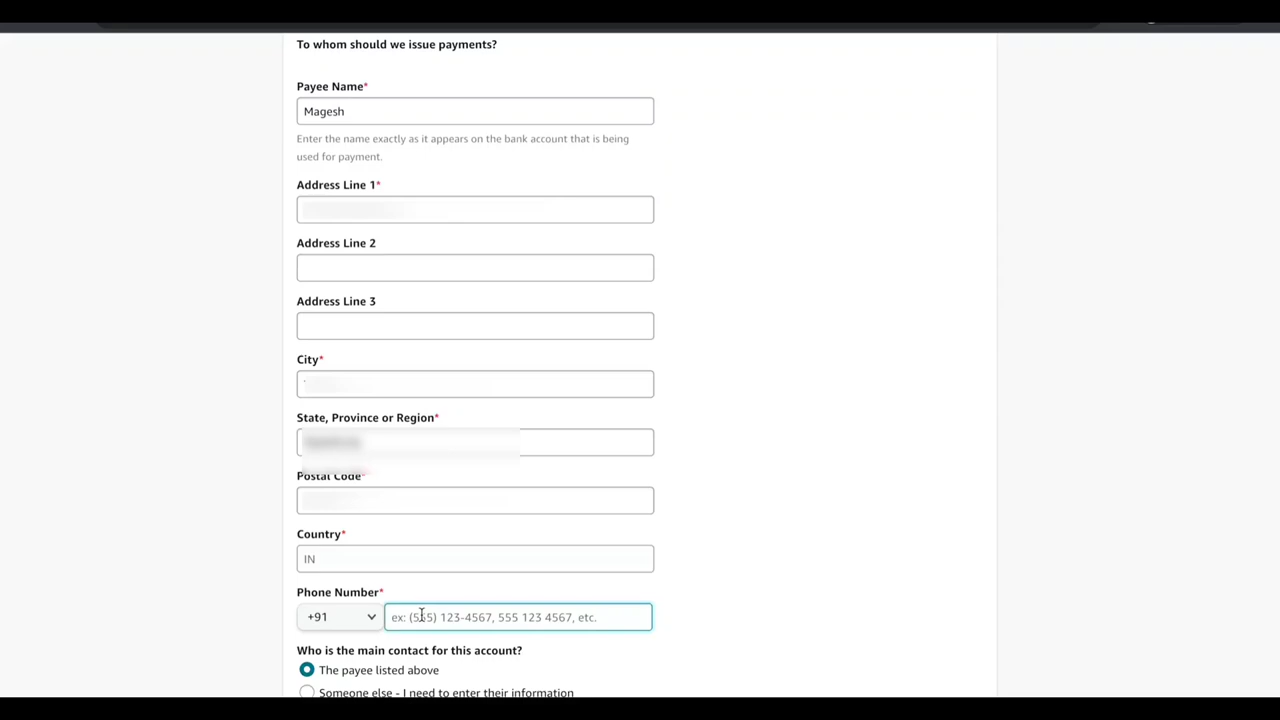 To whom should we issue payments?
Payee Name*
Magesh
Enter the name exactly as it appears on the bank account that is being
used for payment.
Address Line 1*
Address Line 2
Address Line 3
City*
State, Province or Region*
Postal Code*
Country*
IN
Phone Number*
+91 ex: (555) 123-4567, 555 123 4567, etc.
Who is the main contact for this account?
The payee listed above
Someone else - I need to enter their information